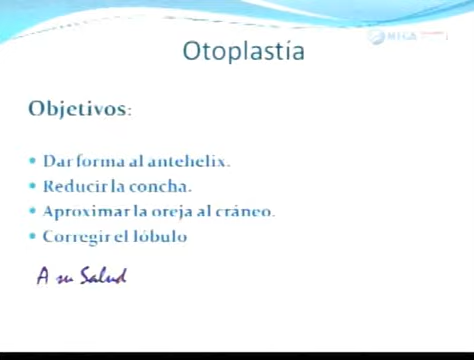 Otoplastía
Objetivos:
• Dar forma al antehelix.
• Reducir la concha.
• Aproximar la oreja al cráneo.
• Corregir el lóbulo
A su Salud